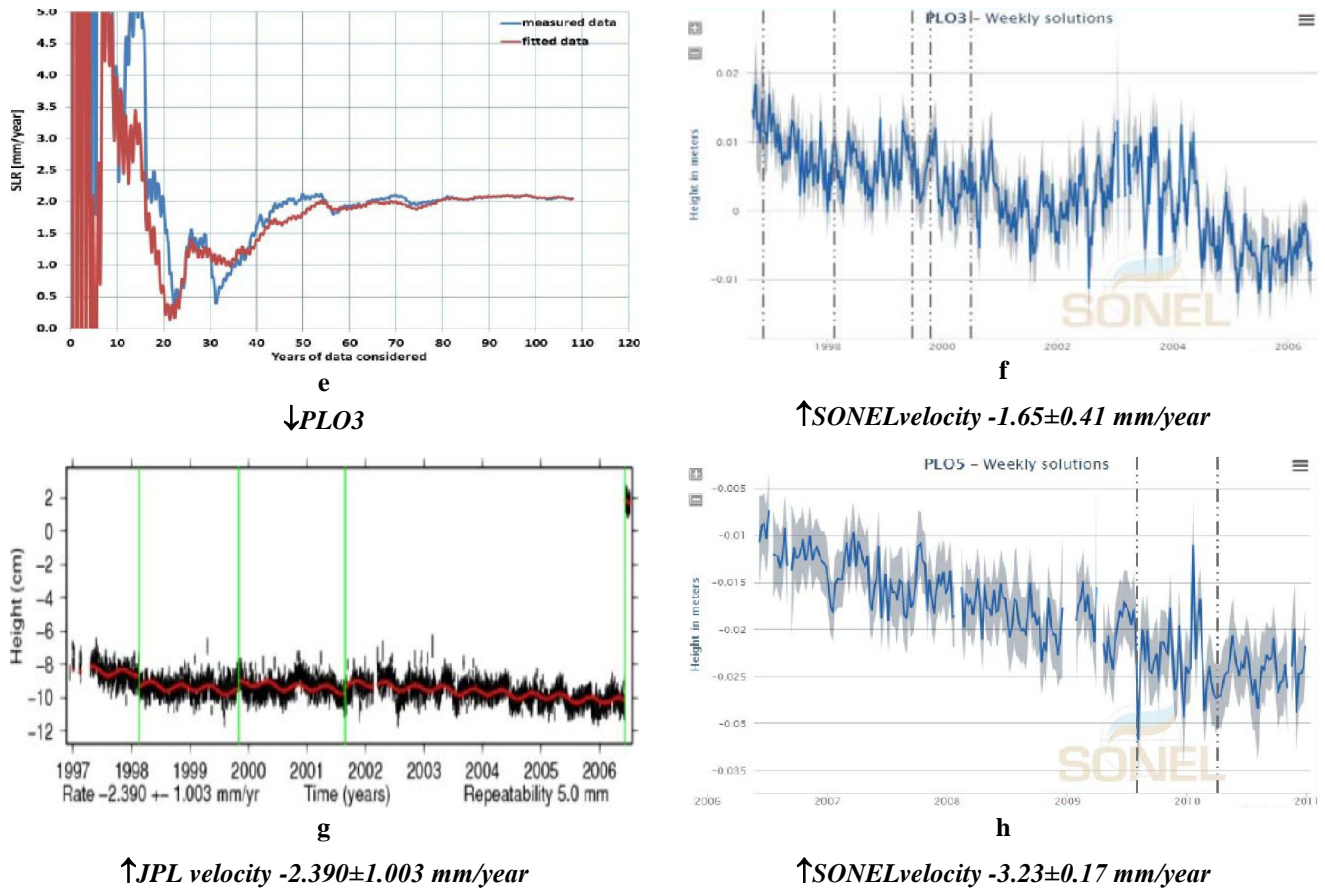 5.0
4.5
4.0
3.5
3.0
2.5
2.0
1.5
1.0
0.5
0.0
SLR [mm/year]
measured data
fitted data
0 10 20 30 40 50 60 70 80 90 100 110 120
Years of data considered
e
↓PLO3
PLO3 – Weekly solutions
0.02
0.01
0
−0.01
Height in meters
SONEL
1998 2000 2002 2004 2006
f
↑SONELvelocity -1.65±0.41 mm/year
2
0
−2
−4
−6
−8
−10
−12
Height (cm)
1997 1998 1999 2000 2001 2002 2003 2004 2005 2006
Rate −2.390 +− 1.003 mm/yr Time (years) Repeatability 5.0 mm
g
↑JPL velocity -2.390±1.003 mm/year
PLO5 – Weekly solutions
−0.005
−0.01
−0.015
−0.02
−0.025
−0.03
−0.035
Height in meters
SONEL
2006 2007 2008 2009 2010 2011
h
↑SONELvelocity -3.23±0.17 mm/year